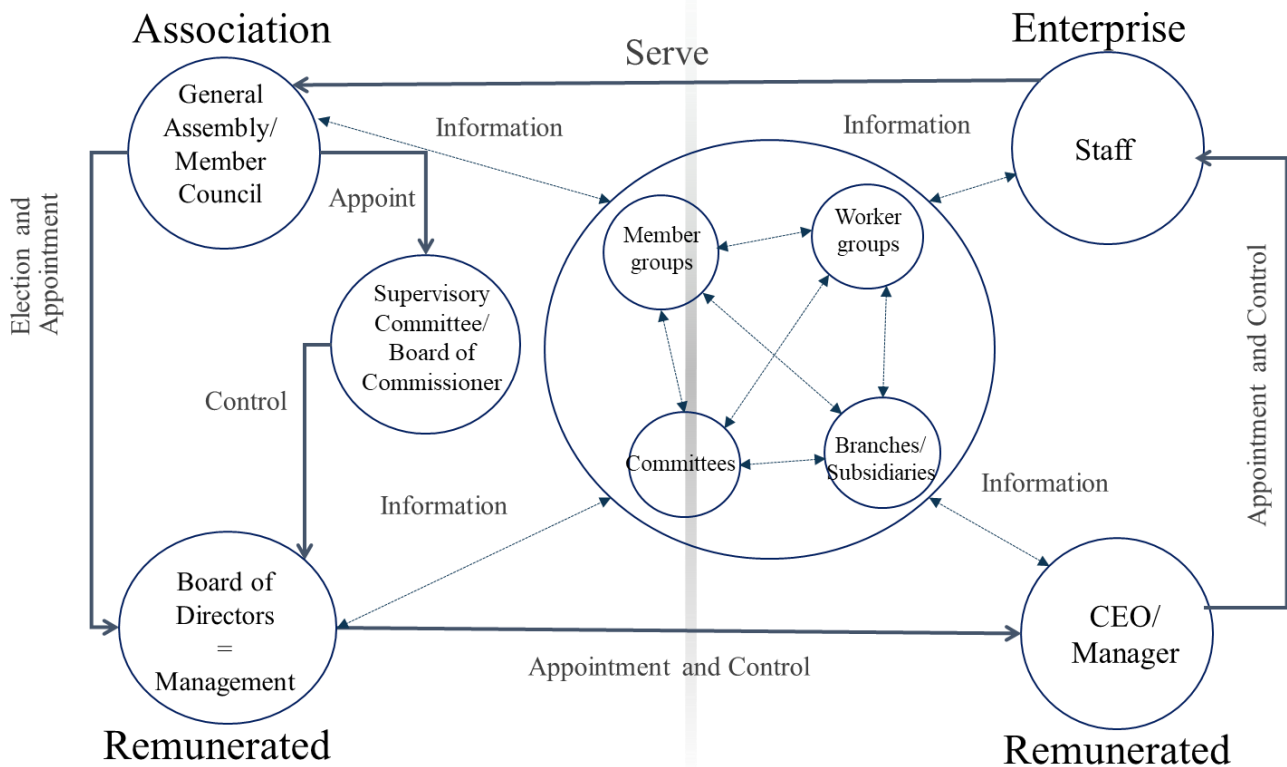 Association
Enterprise
Serve
General
Assembly/
Member
Council
Information
Information
Staff
Appoint
Election and
Appointment
Member
groups
Worker
groups
Supervisory
Committee/
Board of
Commissioner
Control
Appointment and Control
Committees
Branches/
Subsidiaries
Information
Information
Board of
Directors
=
Management
CEO/
Manager
Appointment and Control
Remunerated
Remunerated